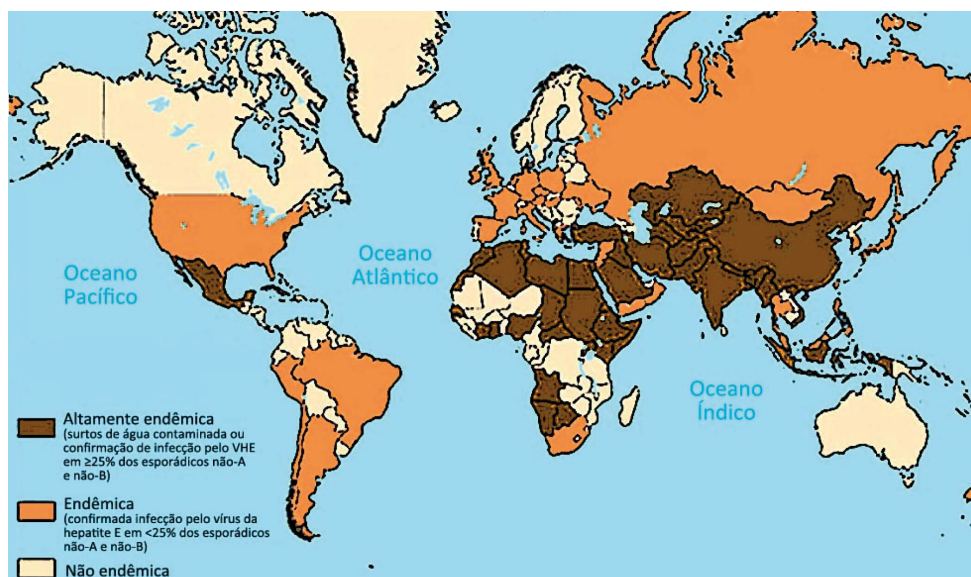 Oceano
Pacífico
Oceano
Atlântico
Oceano
Índico
Altamente endêmica
(surtos de água contaminada ou
confirmação de infecção pelo VHE
em ≥25% dos esporádicos não-A
e não-B)
Endêmica
(confirmada infecção pelo vírus da
hepatite E em <25% dos esporádicos
não-A e não-B)
Não endêmica